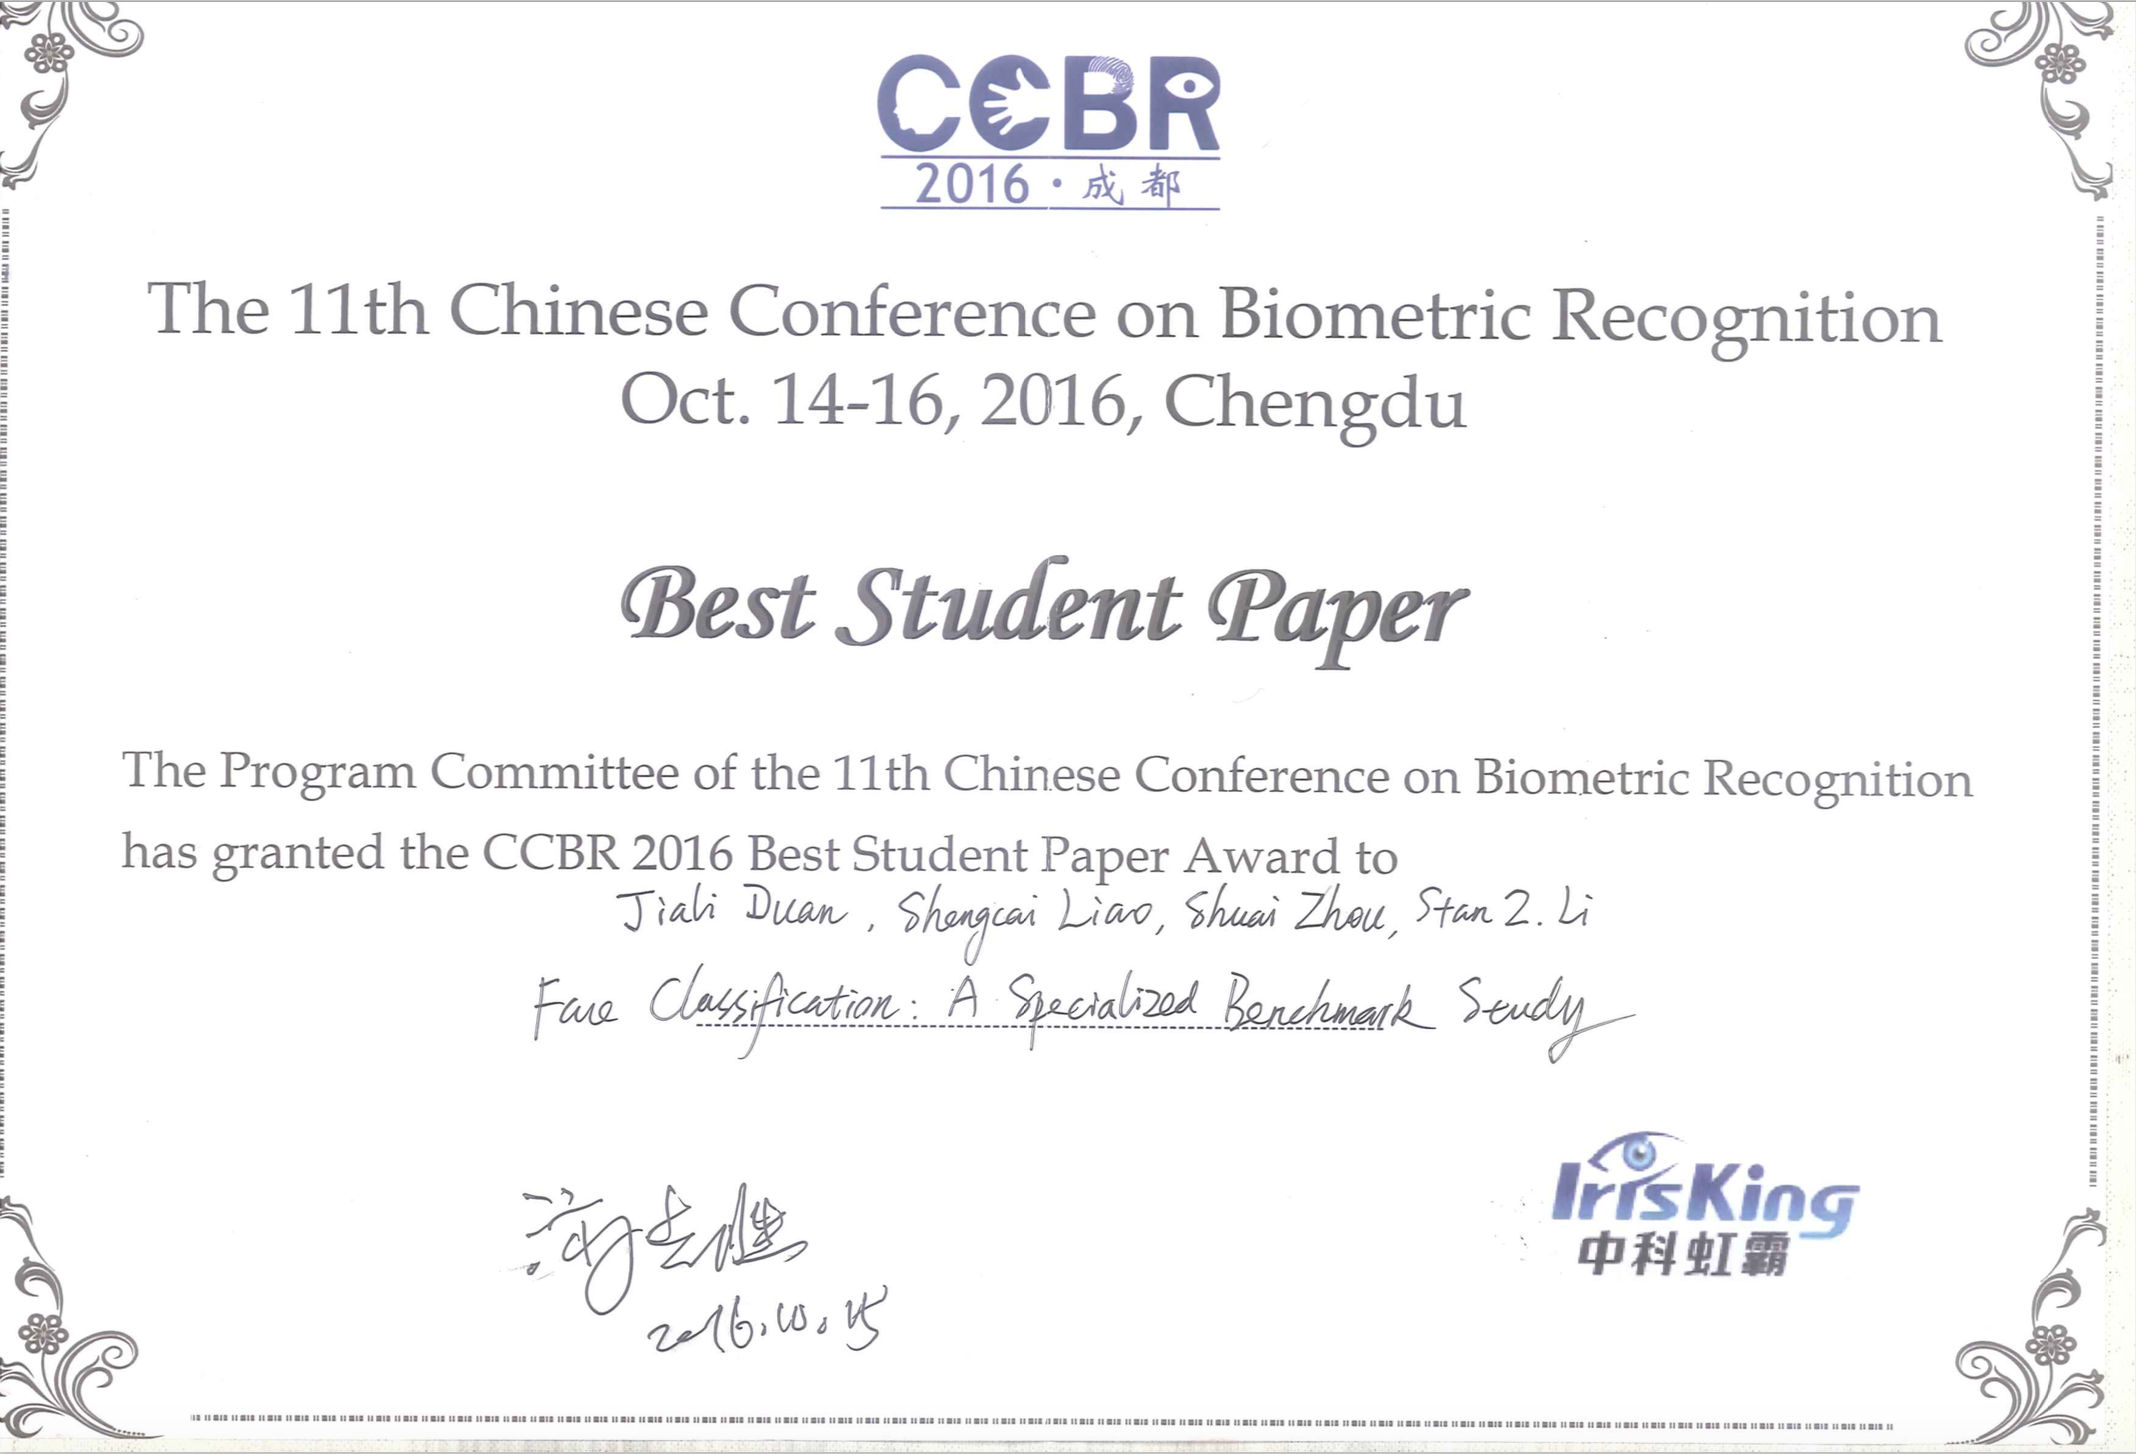 CCBR
2016 · 成都
The 11th Chinese Conference on Biometric Recognition
Oct. 14-16, 2016, Chengdu
Best Student Paper
The Program Committee of the 11th Chinese Conference on Biometric Recognition
has granted the CCBR 2016 Best Student Paper Award to
Jiali Duan, Shengcai Liao, Shuai Zhou, Stan Z. Li
Face Classification: A Specialized Benchmark Study
2016.10.15
IrisKing
中科虹霸